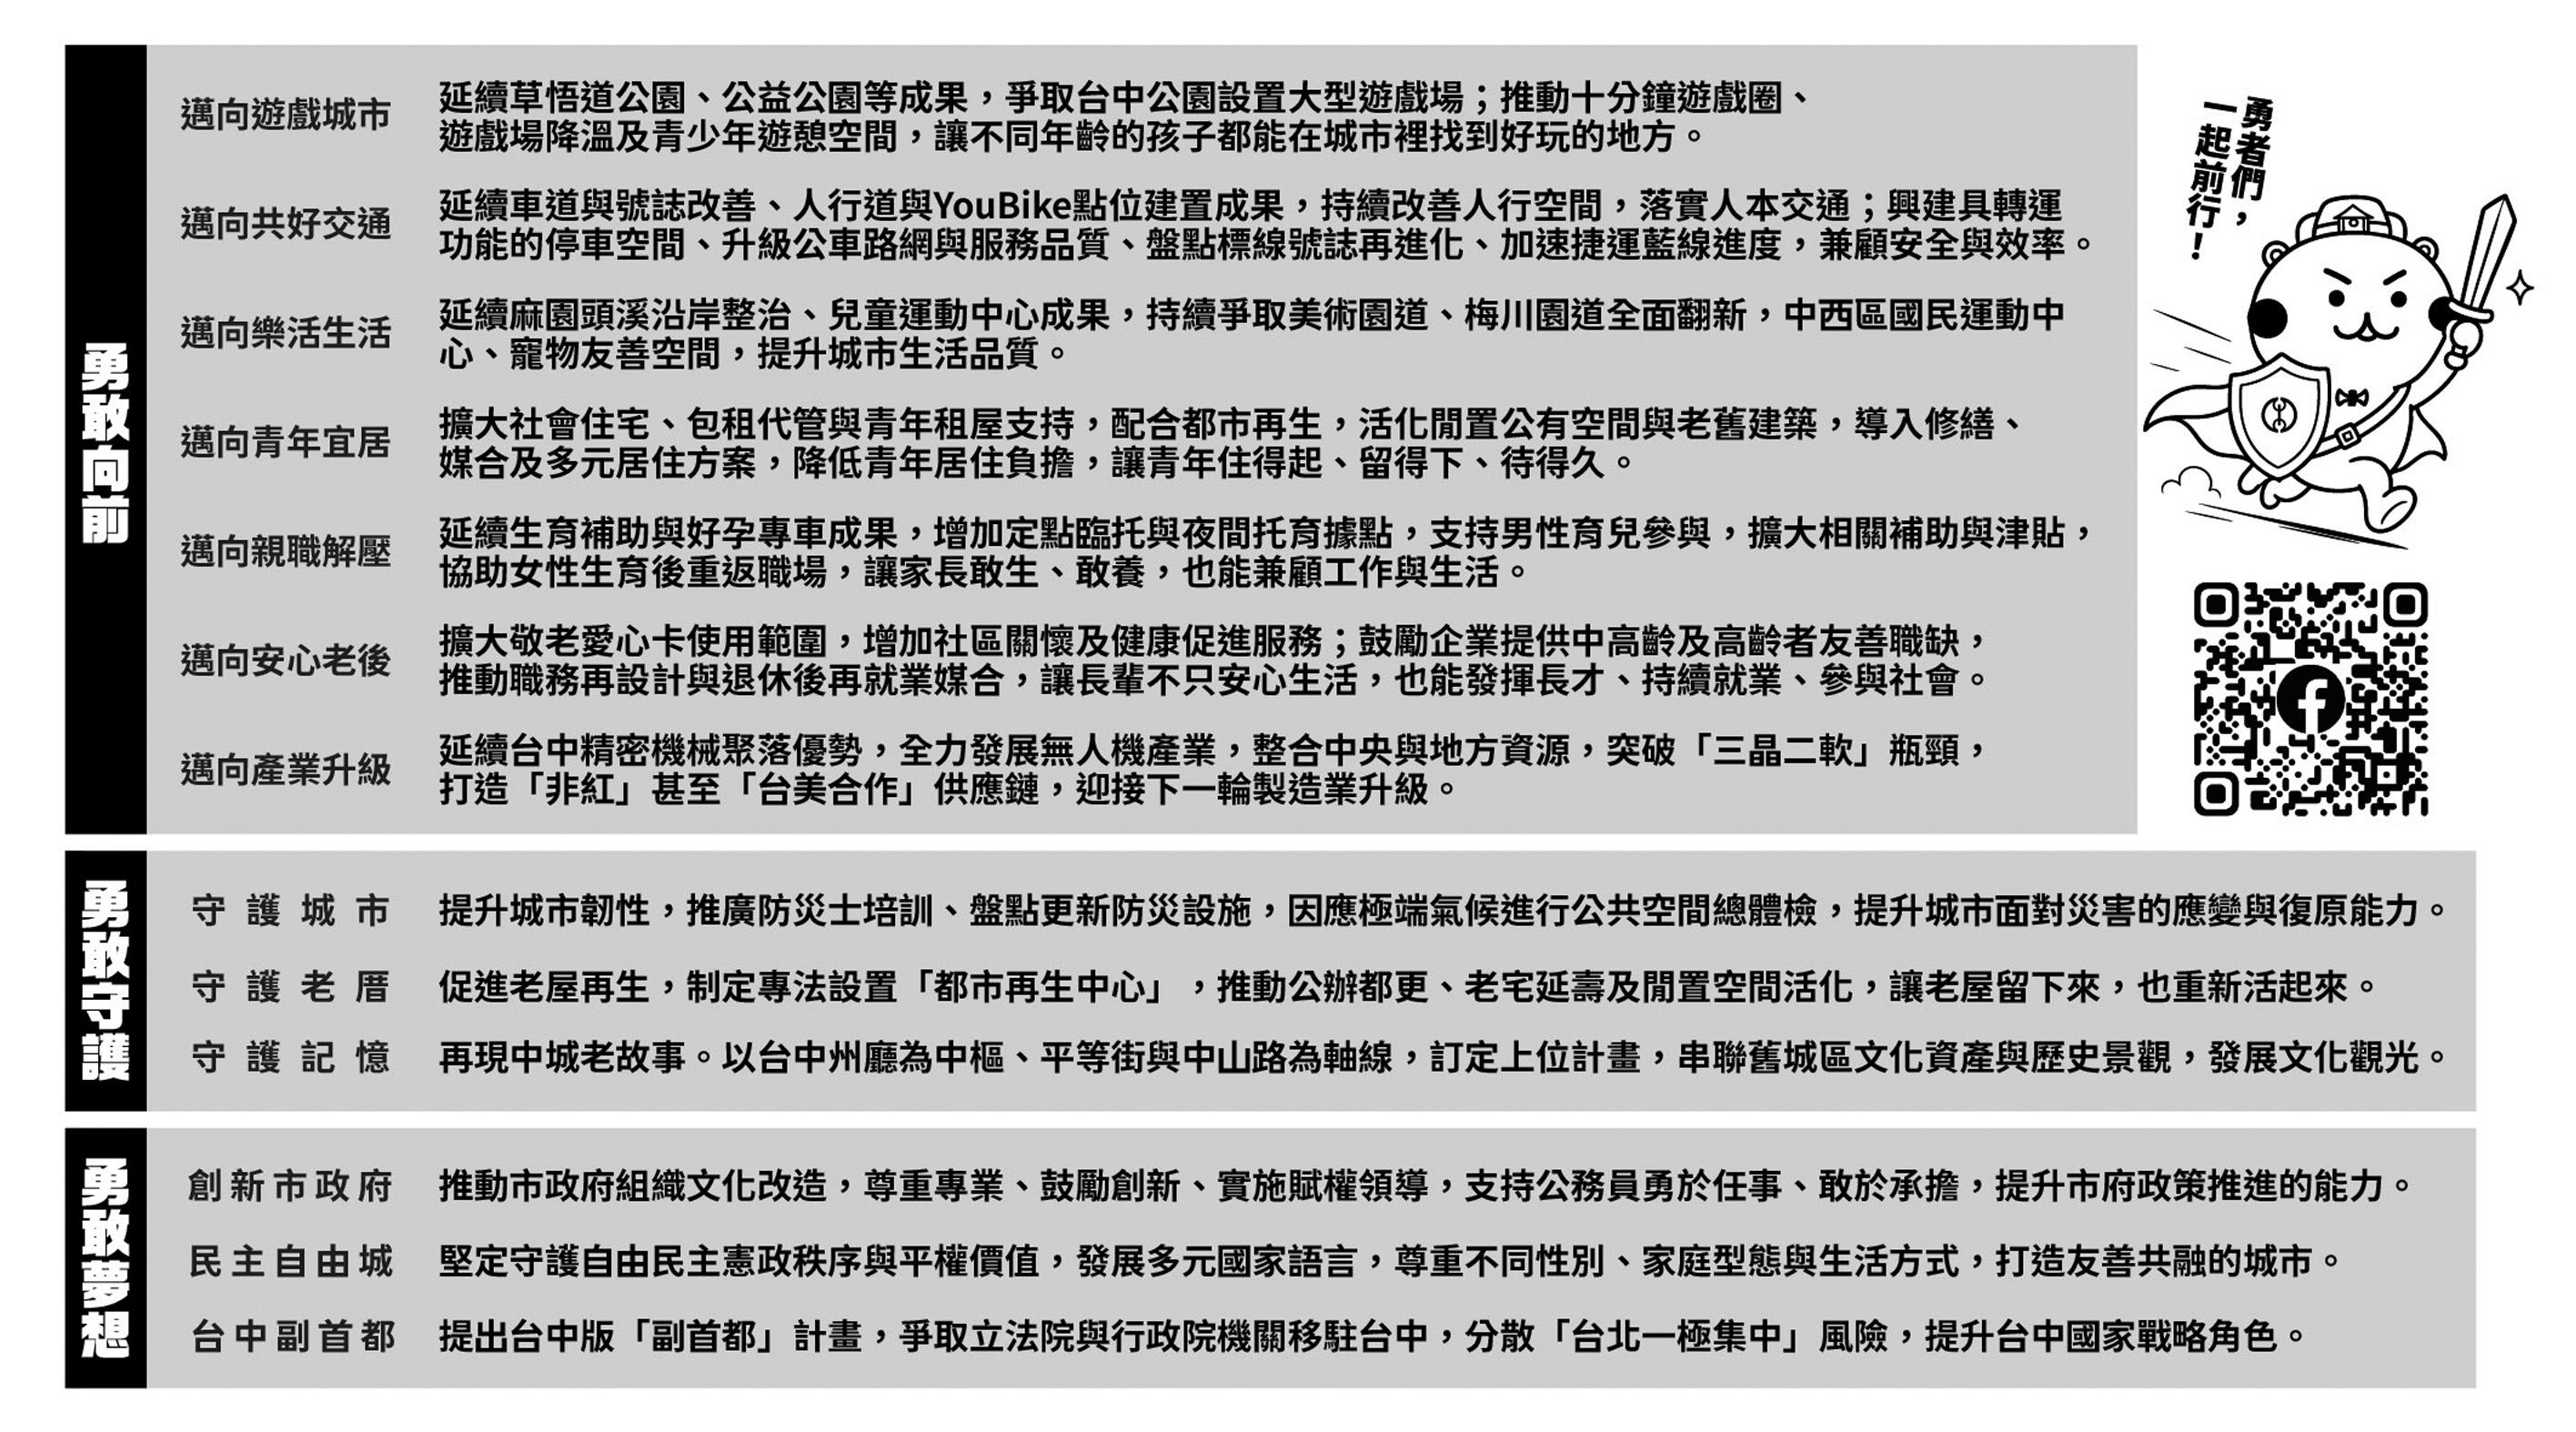 勇敢向前
邁向遊戲城市
延續草悟道公園、公益公園等成果，爭取台中公園設置大型遊戲場；推動十分鐘遊戲圈、
遊戲場降溫及青少年遊憩空間，讓不同年齡的孩子都能在城市裡找到好玩的地方。
邁向共好交通
延續車道與號誌改善、人行道與YouBike點位建置成果，持續改善人行空間，落實人本交通；興建具轉運
功能的停車空間、升級公車路網與服務品質、盤點標線號誌再進化、加速捷運藍線進度，兼顧安全與效率。
邁向樂活生活
延續麻園頭溪沿岸整治、兒童運動中心成果，持續爭取美術園道、梅川園道全面翻新，中西區國民運動中
心、寵物友善空間，提升城市生活品質。
邁向青年宜居
擴大社會住宅、包租代管與青年租屋支持，配合都市再生，活化閒置公有空間與老舊建築，導入修繕、
媒合及多元居住方案，降低青年居住負擔，讓青年住得起、留得下、待得久。
邁向親職解壓
延續生育補助與好孕專車成果，增加定點臨托與夜間托育據點，支持男性育兒參與，擴大相關補助與津貼，
協助女性生育後重返職場，讓家長敢生、敢養，也能兼顧工作與生活。
邁向安心老後
擴大敬老愛心卡使用範圍，增加社區關懷及健康促進服務；鼓勵企業提供中高齡及高齡者友善職缺，
推動職務再設計與退休後再就業媒合，讓長輩不只安心生活，也能發揮長才、持續就業、參與社會。
邁向產業升級
延續台中精密機械聚落優勢，全力發展無人機產業，整合中央與地方資源，突破「三晶二軟」瓶頸，
打造「非紅」甚至「台美合作」供應鏈，迎接下一輪製造業升級。
勇者們，
一起前行！
勇敢守護
守護城市
提升城市韌性，推廣防災士培訓、盤點更新防災設施，因應極端氣候進行公共空間總體檢，提升城市面對災害的應變與復原能力。
守護老厝
促進老屋再生，制定專法設置「都市再生中心」，推動公辦都更、老宅延壽及閒置空間活化，讓老屋留下來，也重新活起來。
守護記憶
再現中城老故事。以台中州廳為中樞、平等街與中山路為軸線，訂定上位計畫，串聯舊城區文化資產與歷史景觀，發展文化觀光。
勇敢夢想
創新市政府
推動市政府組織文化改造，尊重專業、鼓勵創新、實施賦權領導，支持公務員勇於任事、敢於承擔，提升市府政策推進的能力。
民主自由城
堅定守護自由民主憲政秩序與平權價值，發展多元國家語言，尊重不同性別、家庭型態與生活方式，打造友善共融的城市。
台中副首都
提出台中版「副首都」計畫，爭取立法院與行政院機關移駐台中，分散「台北一極集中」風險，提升台中國家戰略角色。